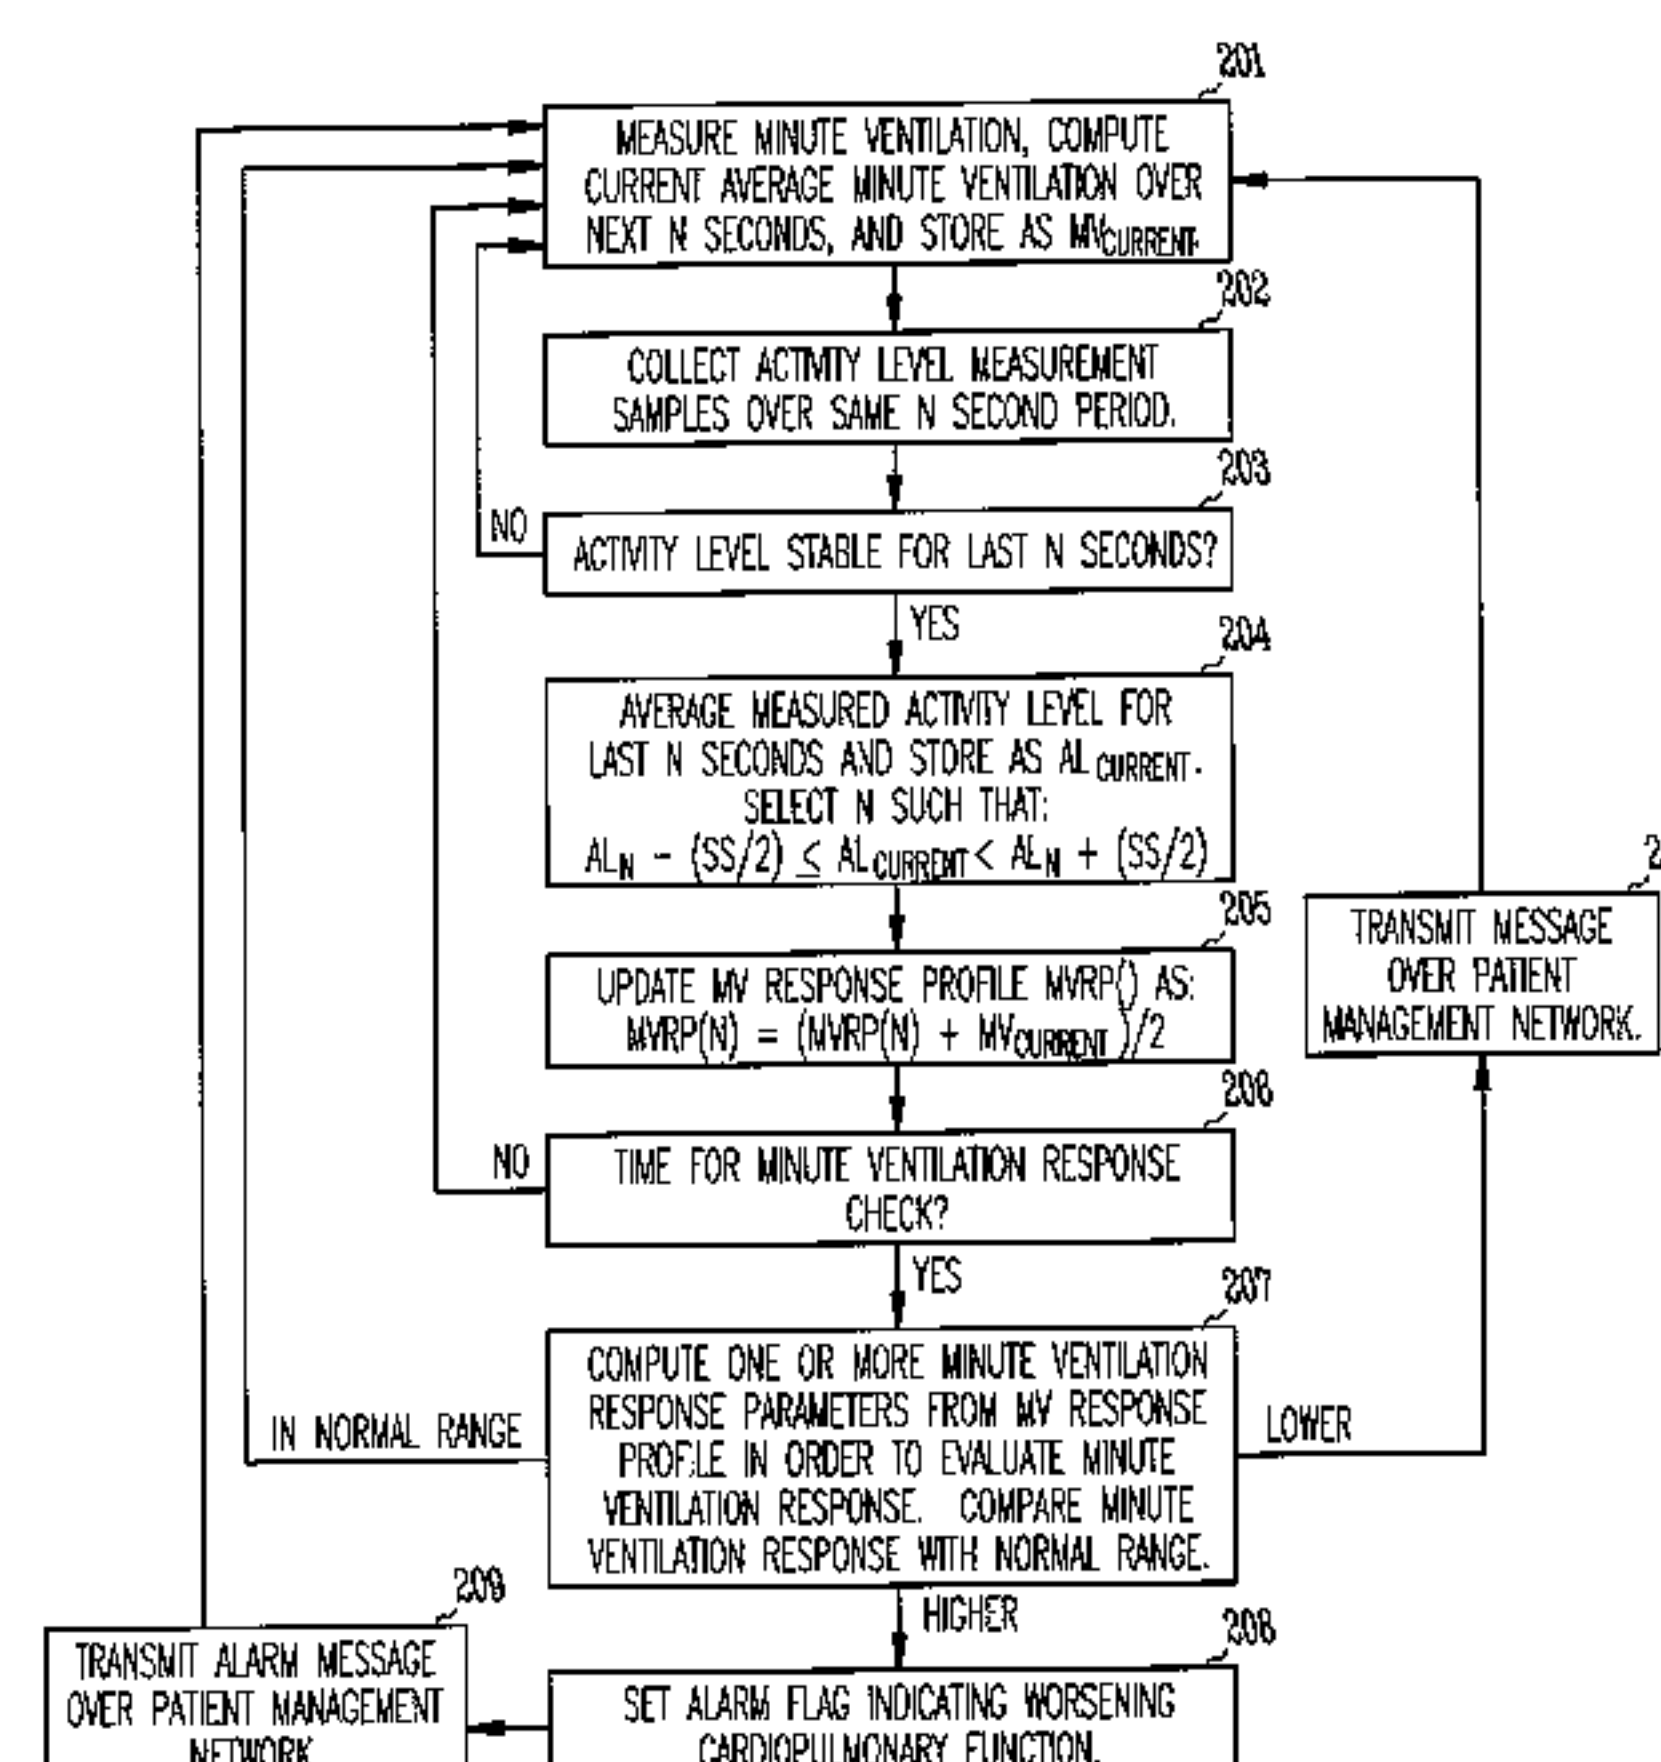 201
MEASURE MINUTE VENTILATION, COMPUTE
CURRENT AVERAGE MINUTE VENTILATION OVER
NEXT N SECONDS, AND STORE AS MVCURRENT.
202
COLLECT ACTIVITY LEVEL MEASUREMENT
SAMPLES OVER SAME N SECOND PERIOD.
203
NO
ACTIVITY LEVEL STABLE FOR LAST N SECONDS?
YES
204
AVERAGE MEASURED ACTIVITY LEVEL FOR
LAST N SECONDS AND STORE AS ALCURRENT.
SELECT N SUCH THAT:
ALN - (SS/2) ≤ ALCURRENT < ALN + (SS/2)
205
UPDATE MV RESPONSE PROFILE MVRP() AS:
MVRP(N) = (MVRP(N) + MVCURRENT)/2
TRANSMIT MESSAGE
OVER PATIENT
MANAGEMENT NETWORK.
206
NO
TIME FOR MINUTE VENTILATION RESPONSE
CHECK?
YES
207
COMPUTE ONE OR MORE MINUTE VENTILATION
RESPONSE PARAMETERS FROM MV RESPONSE
PROFILE IN ORDER TO EVALUATE MINUTE
VENTILATION RESPONSE. COMPARE MINUTE
VENTILATION RESPONSE WITH NORMAL RANGE.
IN NORMAL RANGE
LOWER
HIGHER
209
TRANSMIT ALARM MESSAGE
OVER PATIENT MANAGEMENT
NETWORK
208
SET ALARM FLAG INDICATING WORSENING
CARDIOPULMONARY FUNCTION.